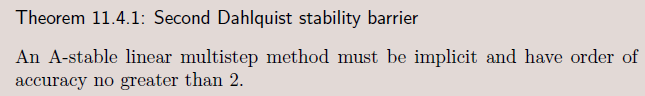 Theorem 11.4.1: Second Dahlquist stability barrier
An A-stable linear multistep method must be implicit and have order of
accuracy no greater than 2.